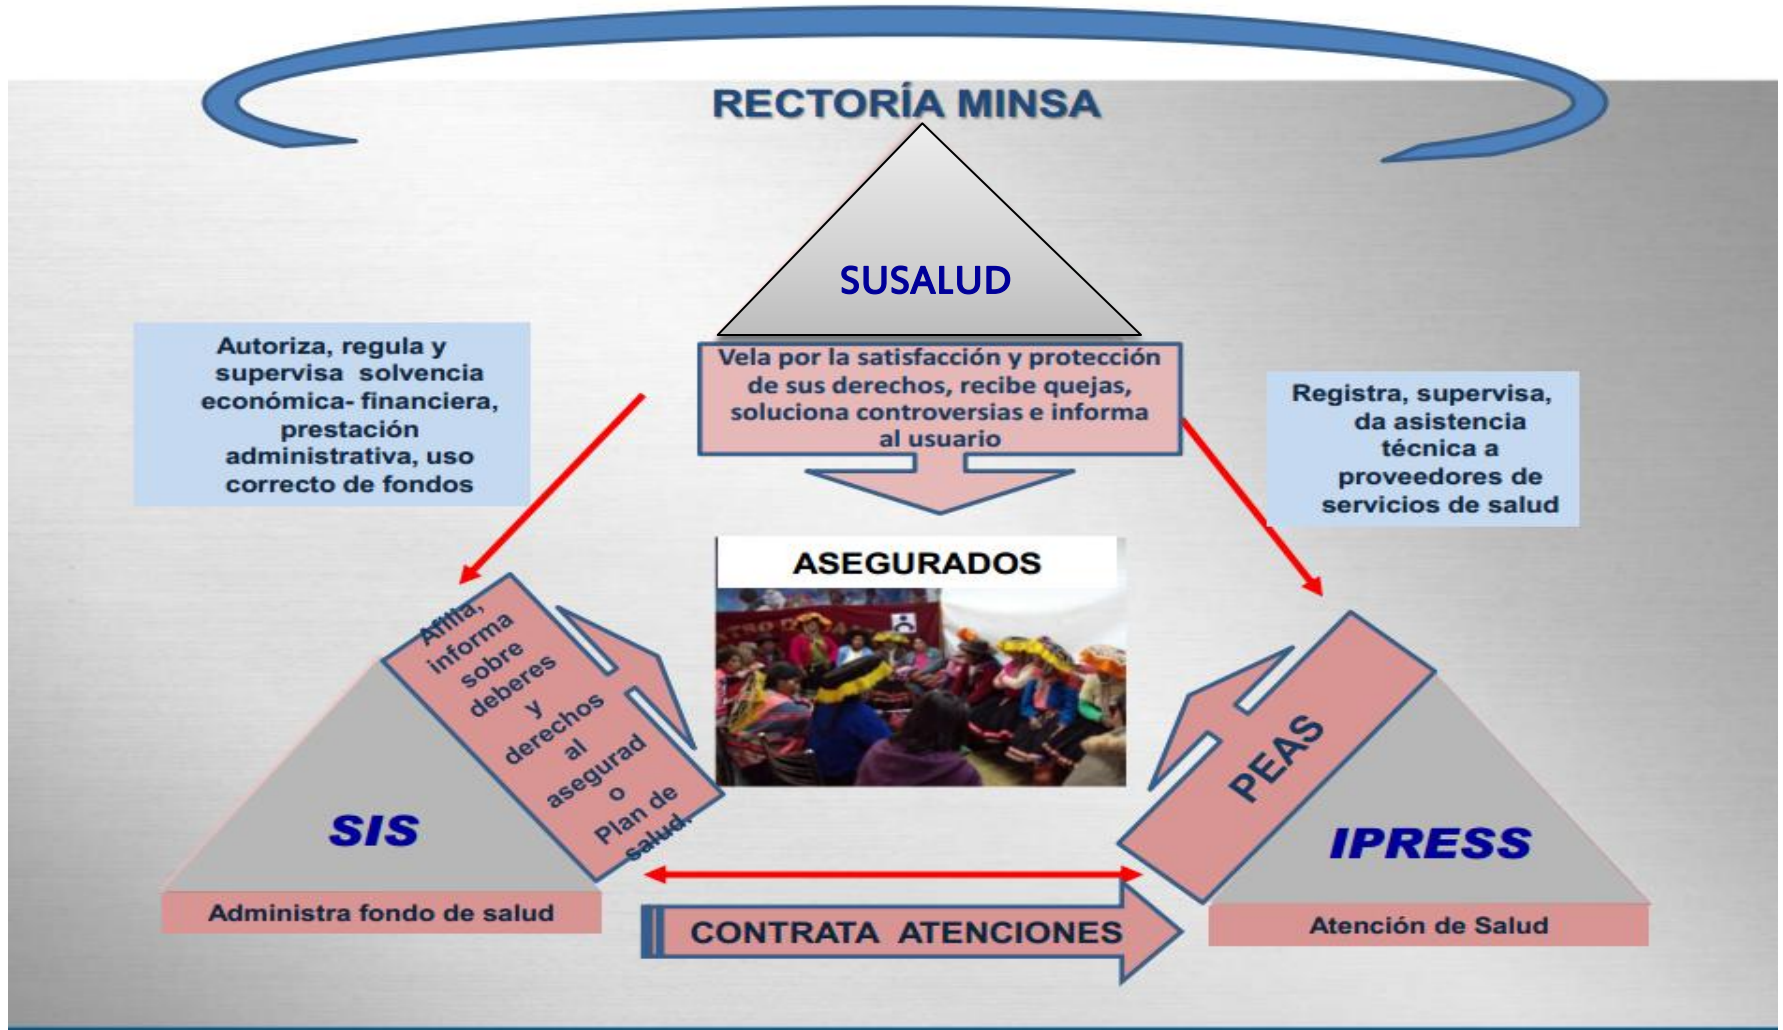 RECTORÍA MINSA
SUSALUD
Autoriza, regula y
supervisa solvencia
económica- financiera,
prestación
administrativa, uso
correcto de fondos
Vela por la satisfacción y protección
de sus derechos, recibe quejas,
soluciona controversias e informa
al usuario
Registra, supervisa,
da asistencia
técnica a
proveedores de
servicios de salud
ASEGURADOS
Afilia,
informa
sobre
deberes
y
derechos
al
asegurad
o
Plan de
salud.
PEAS
SIS
IPRESS
Administra fondo de salud
CONTRATA ATENCIONES
Atención de Salud